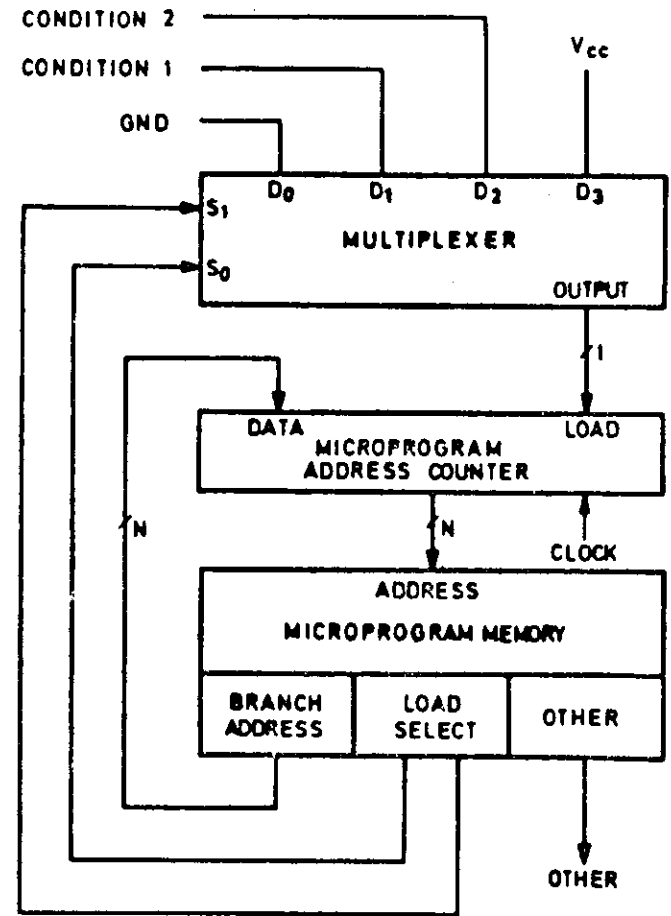 CONDITION 2
CONDITION 1
Vcc
GND
D0 D1 D2 D3
S1
MULTIPLEXER
S0
OUTPUT
1
DATA LOAD
MICROPROGRAM
ADDRESS COUNTER
N N
CLOCK
ADDRESS
MICROPROGRAM MEMORY
BRANCH
ADDRESS
LOAD
SELECT
OTHER
OTHER